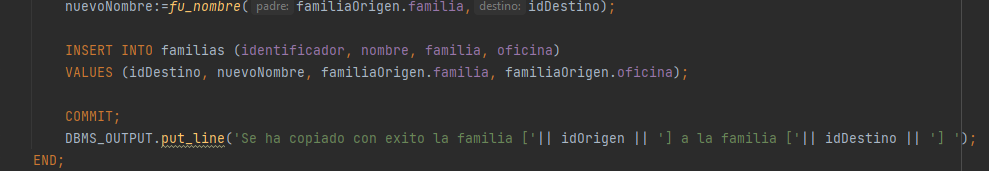 nuevoNombre:=fu_nombre( padre: familiaOrigen.familia, destino: idDestino);
INSERT INTO familias (identificador, nombre, familia, oficina)
VALUES (idDestino, nuevoNombre, familiaOrigen.familia, familiaOrigen.oficina);
COMMIT;
DBMS_OUTPUT.put_line('Se ha copiado con exito la familia ['|| idOrigen || '] a la familia ['|| idDestino || '] ');
END;